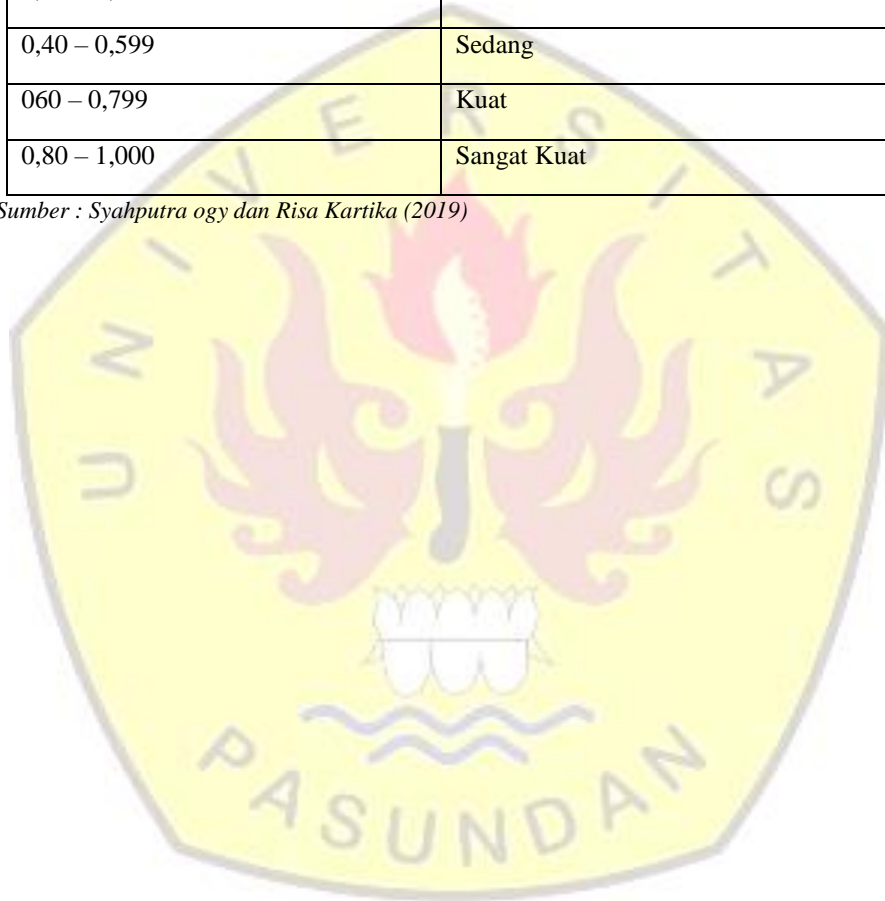 0,40 – 0,599 Sedang
060 – 0,799 Kuat
0,80 – 1,000 Sangat Kuat
Sumber : Syahputra ogy dan Risa Kartika (2019)
UNIVERSITAS
PASUNDAN